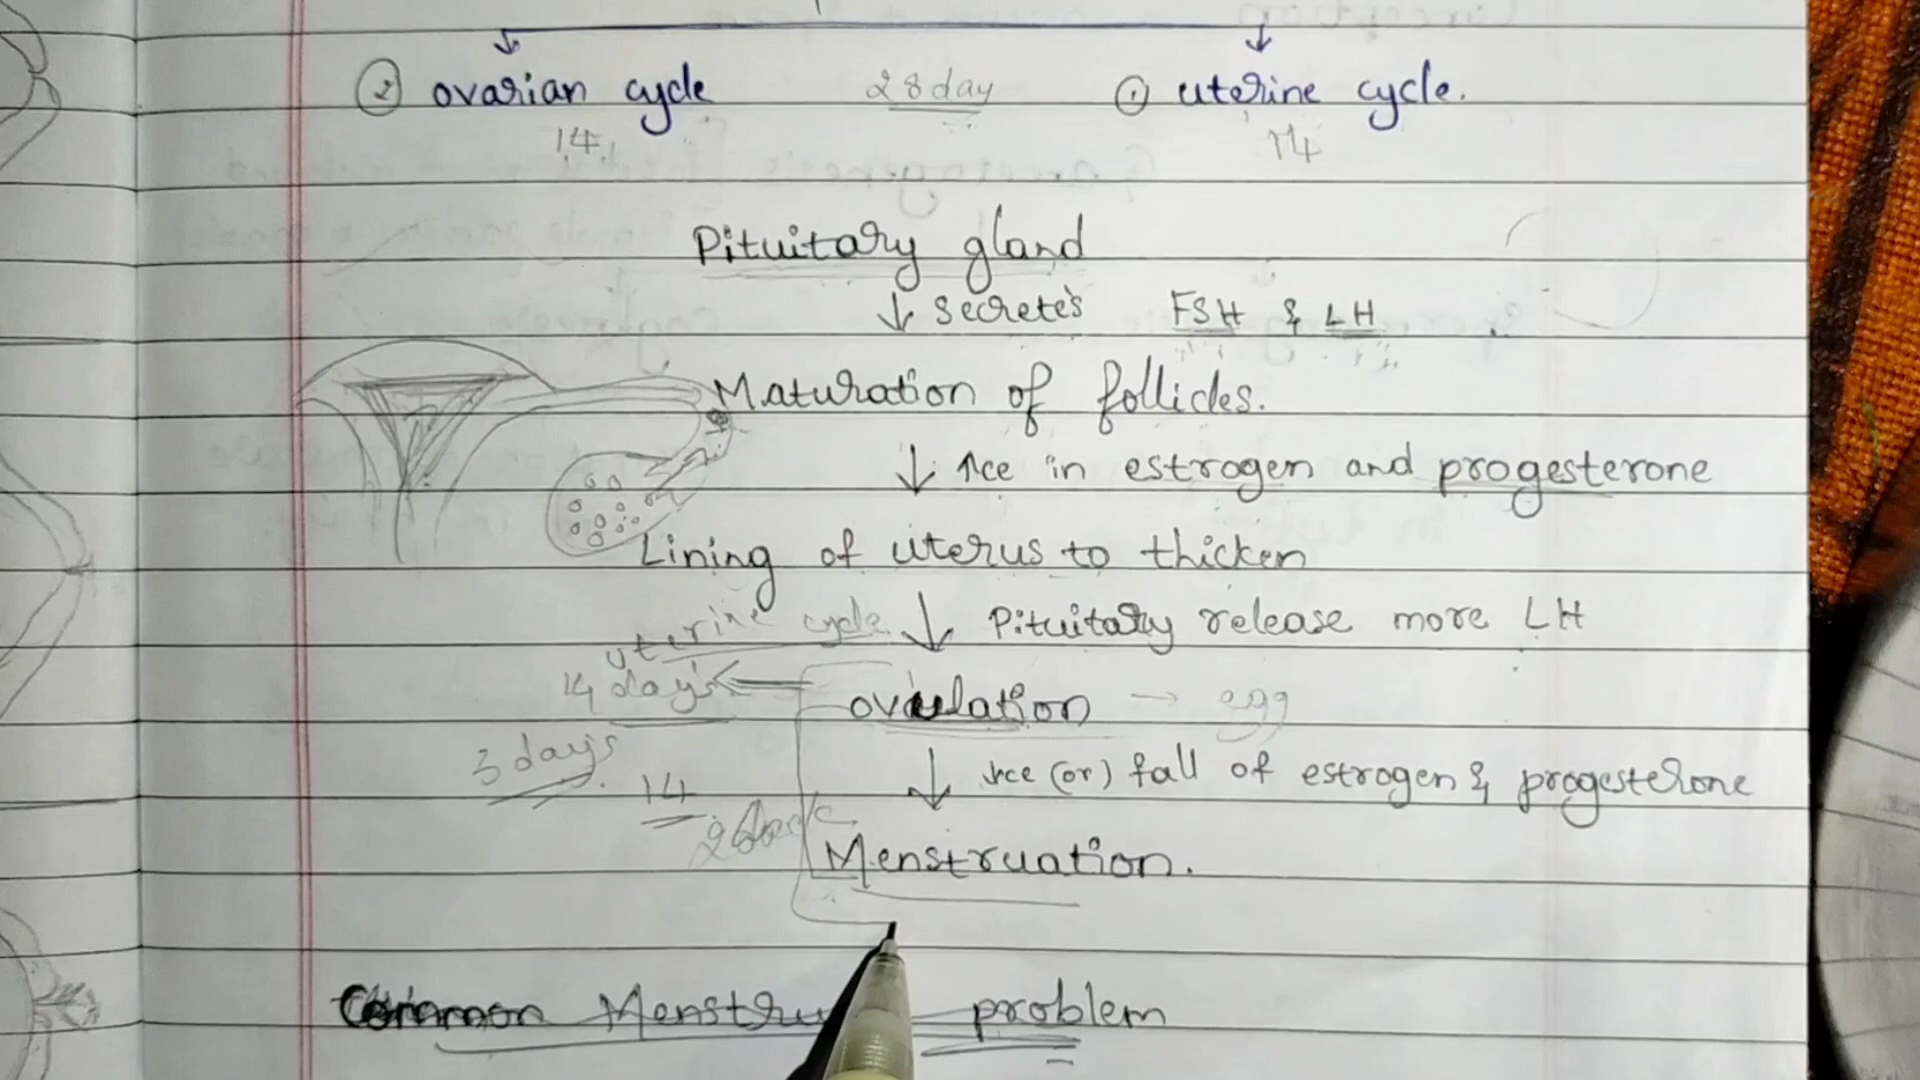 ② ovarian cycle 28 day ① uterine cycle.
14 14
Pituitary gland
↓ secretes FSH & LH
Maturation of follicles.
↓ ↑ce in estrogen and progesterone
Lining of uterus to thicken
uterine cycle ↓ Pituitary release more LH
14 days ← ovulation → egg
3 days. ↓ ↓ce (or) fall of estrogen & progesterone
14
Menstruation.
Common Menstru problem